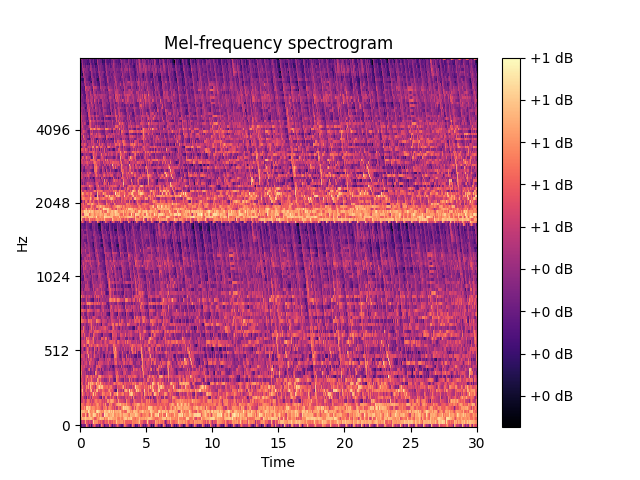 Mel-frequency spectrogram
Hz
4096
2048
1024
512
0
0 5 10 15 20 25 30
Time
+1 dB
+1 dB
+1 dB
+1 dB
+1 dB
+0 dB
+0 dB
+0 dB
+0 dB